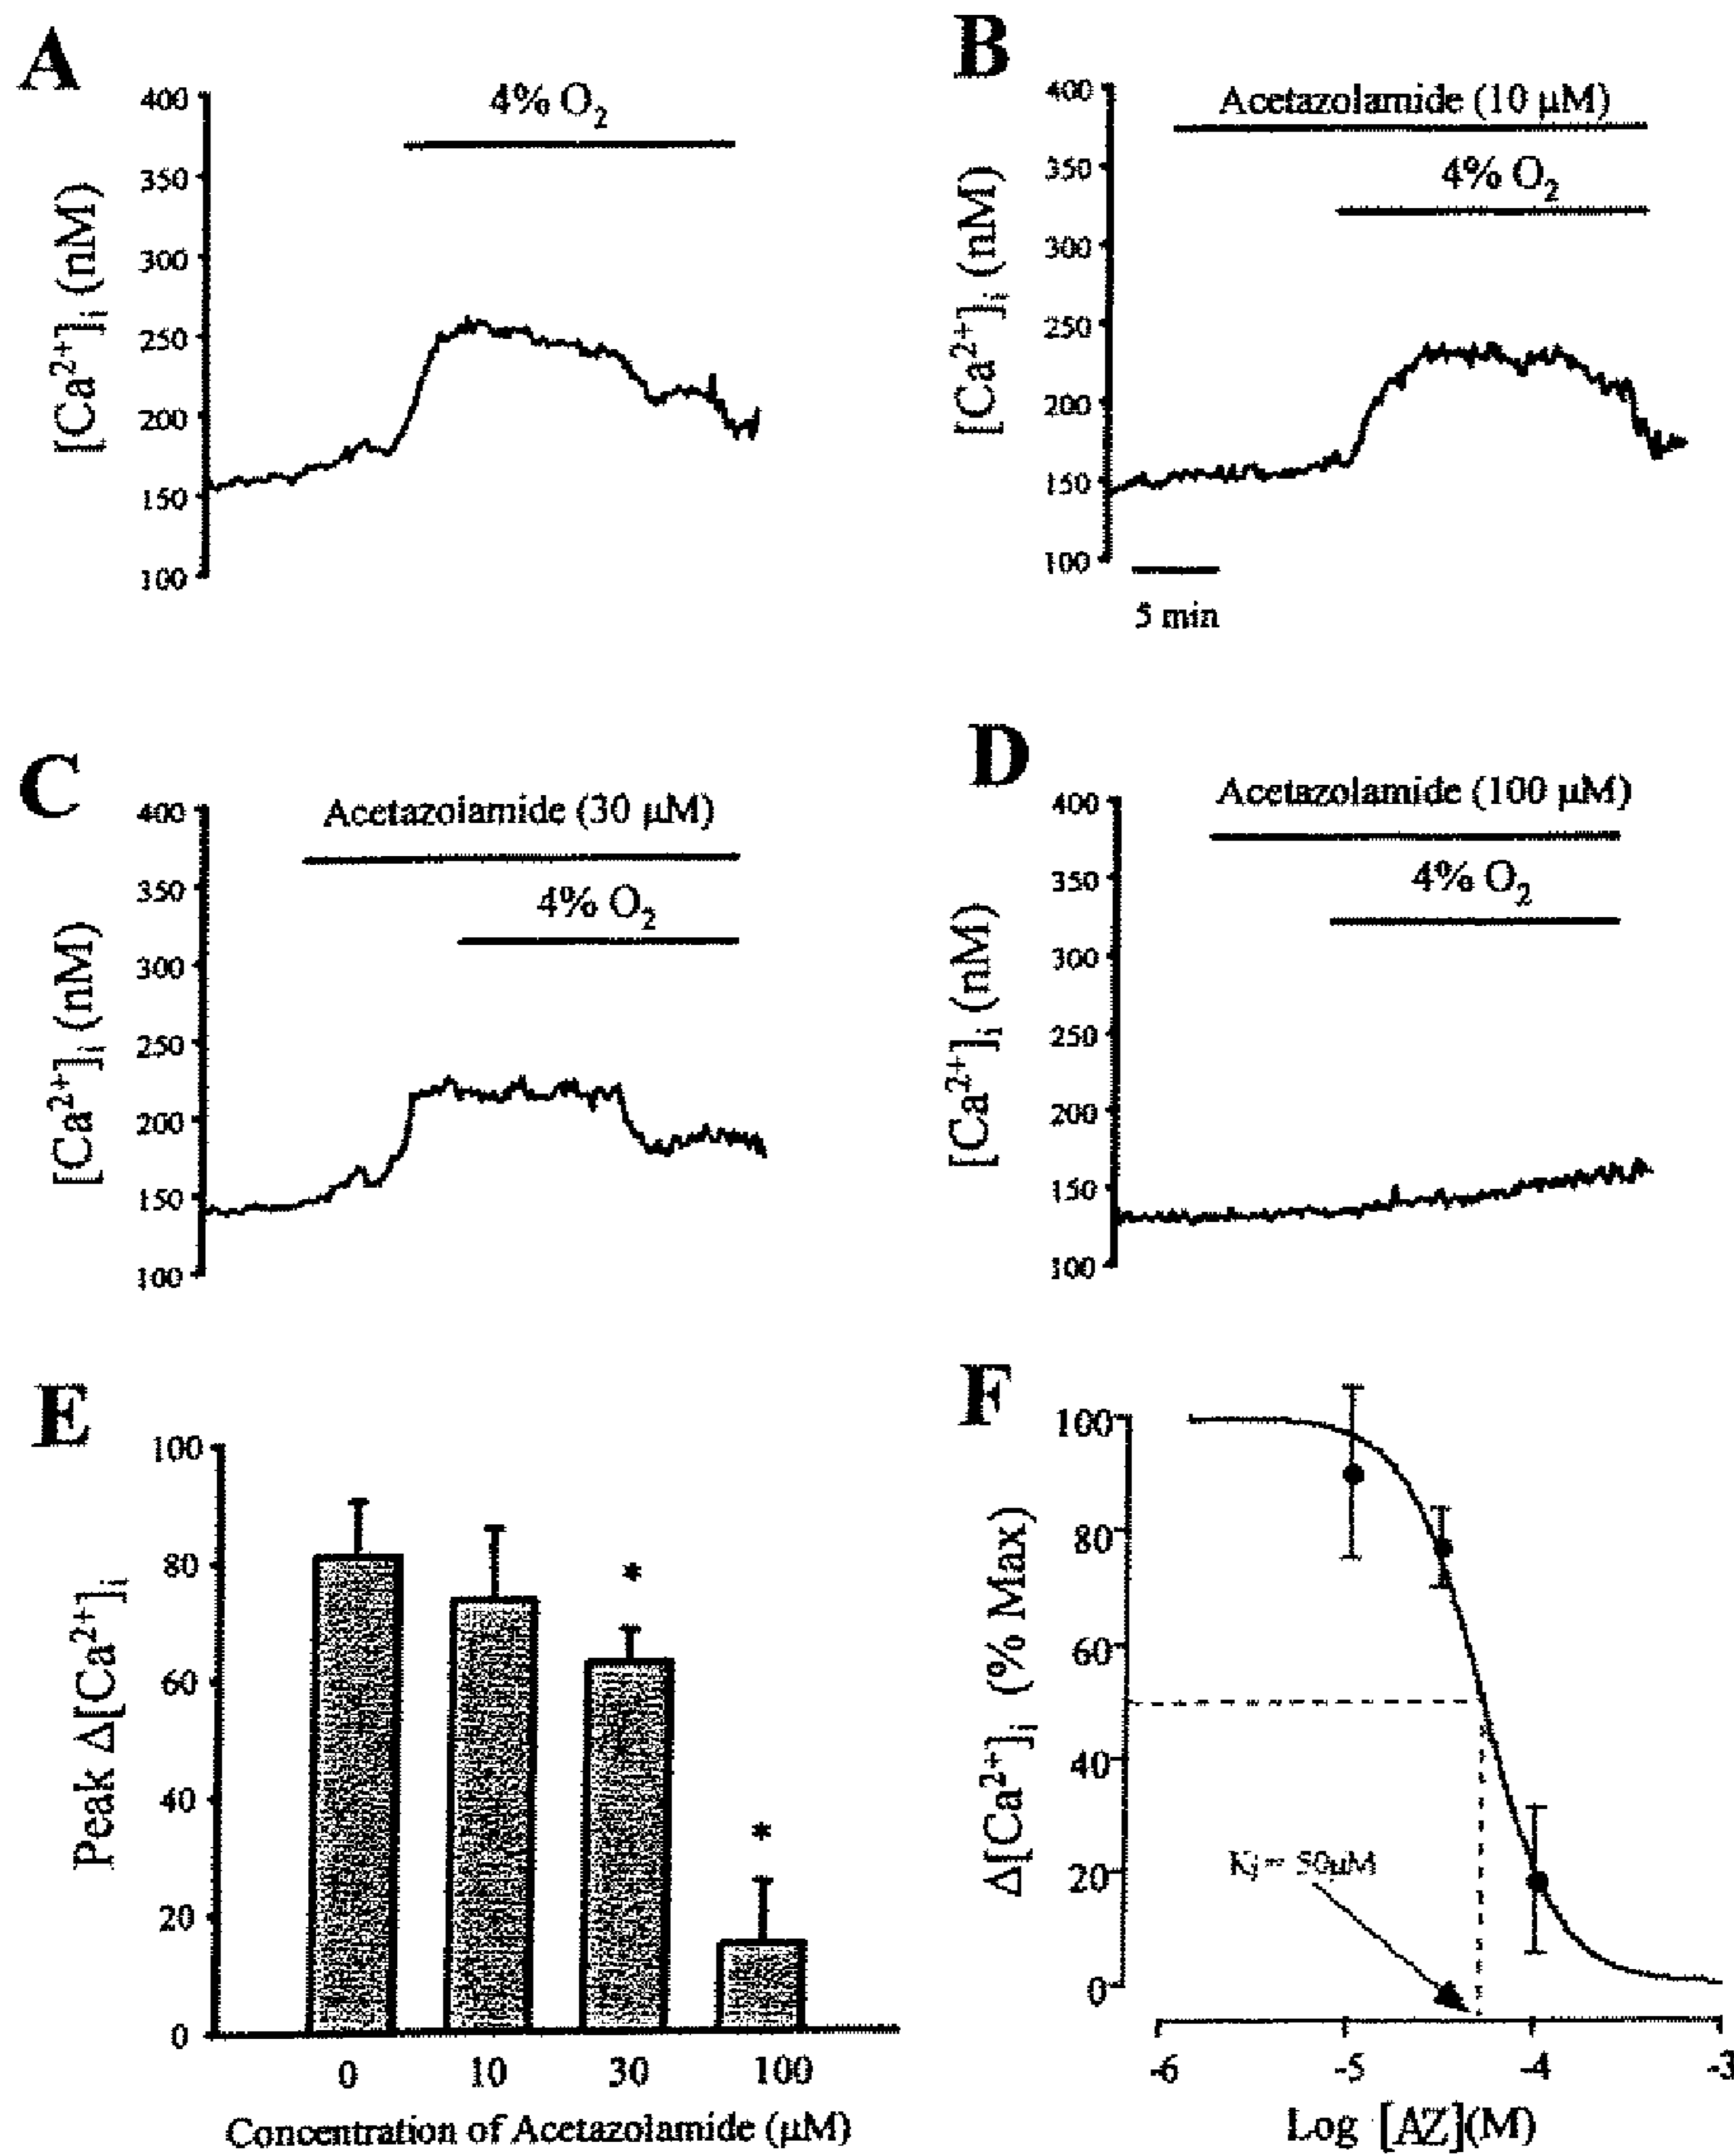 A
400
350
300
250
200
150
100
[Ca²⁺]ᵢ (nM)
4% O₂
B
400
350
300
250
200
150
100
[Ca²⁺]ᵢ (nM)
Acetazolamide (10 μM)
4% O₂
5 min
C
400
350
300
250
200
150
100
[Ca²⁺]ᵢ (nM)
Acetazolamide (30 μM)
4% O₂
D
400
350
300
250
200
150
100
[Ca²⁺]ᵢ (nM)
Acetazolamide (100 μM)
4% O₂
E
100
80
60
40
20
0
Peak Δ[Ca²⁺]ᵢ
*
*
0 10 30 100
Concentration of Acetazolamide (μM)
F
100
80
60
40
20
0
Δ[Ca²⁺]ᵢ (% Max)
Kj = 50μM
-6 -5 -4 -3
Log [AZ](M)